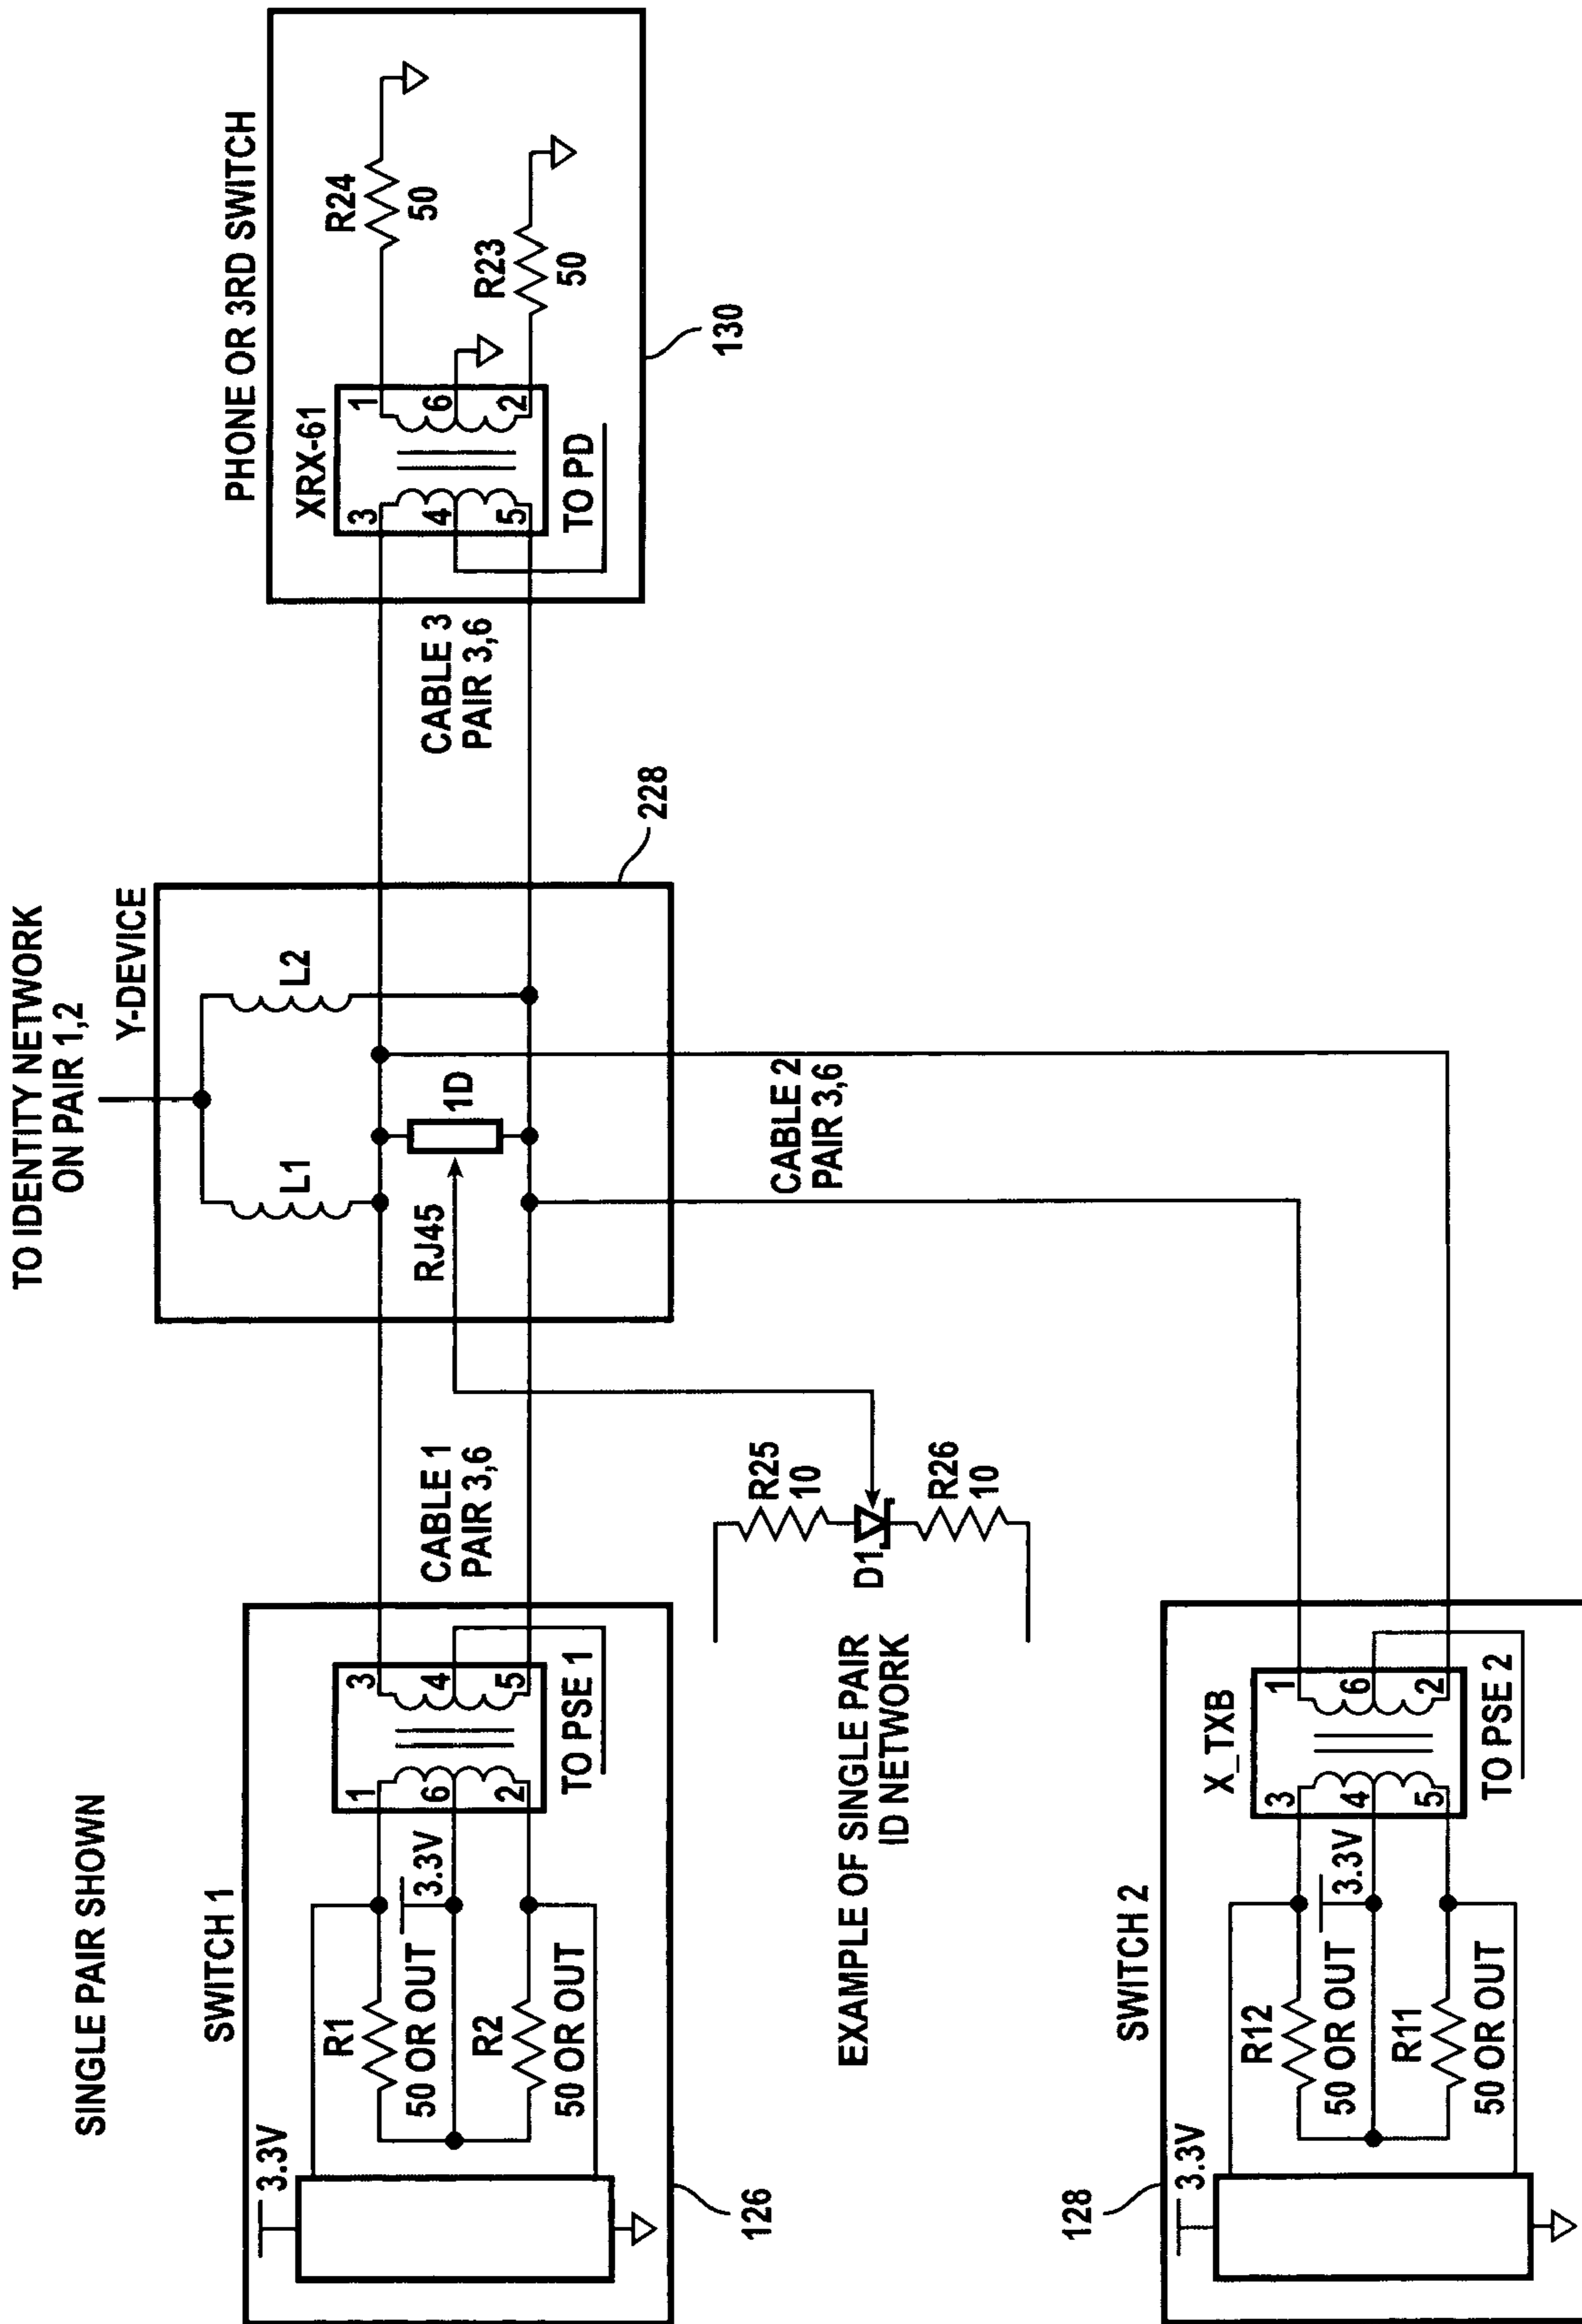 SINGLE PAIR SHOWN
TO IDENTITY NETWORK
ON PAIR 1,2
SWITCH 1
3.3V
R1
50 OR OUT
R2
50 OR OUT
3.3V
1
6
2
3
4
5
TO PSE 1
126
CABLE 1
PAIR 3,6
Y-DEVICE
L1
L2
RJ45
1D
228
CABLE 3
PAIR 3,6
PHONE OR 3RD SWITCH
XRX-61
3
4
5
1
6
2
TO PD
R24
50
R23
50
130
EXAMPLE OF SINGLE PAIR
ID NETWORK
R25
10
D1
R26
10
CABLE 2
PAIR 3,6
SWITCH 2
128
3.3V
R12
50 OR OUT
R11
50 OR OUT
3.3V
X_TXB
3
4
5
1
6
2
TO PSE 2